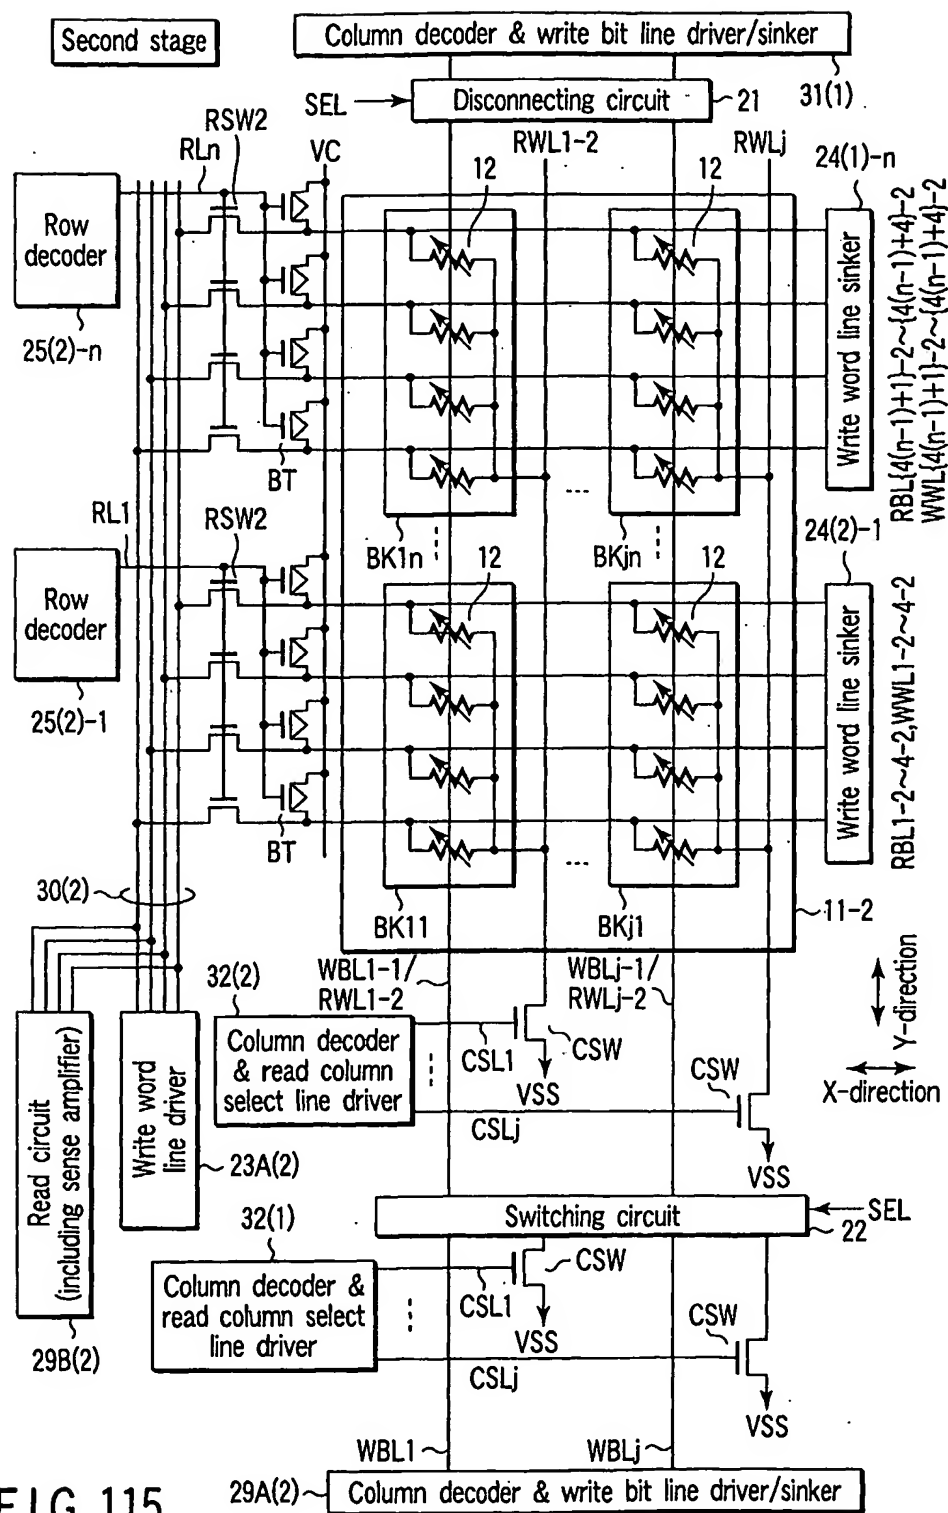 Second stage
Column decoder & write bit line driver/sinker
31(1)
SEL
Disconnecting circuit
21
RSW2
RLn
VC
RWL1-2
RWLj
24(1)-n
12
12
Row
decoder
25(2)-n
Write word line sinker
RBL{4(n-1)+1}-2~{4(n-1)+4}-2
WWL{4(n-1)+1}-2~{4(n-1)+4}-2
BT
...
BK1n
BKjn
RL1
RSW2
24(2)-1
12
12
Row
decoder
25(2)-1
Write word line sinker
RBL1-2~4-2,WWL1-2~4-2
BT
...
30(2)
BK11
BKj1
11-2
WBL1-1/
RWL1-2
WBLj-1/
RWLj-2
Y-direction
X-direction
32(2)
Column decoder
& read column
select line driver
CSL1
CSW
VSS
CSW
CSLj
VSS
Read circuit
(including sense amplifier)
29B(2)
Write word
line driver
23A(2)
Switching circuit
SEL
22
32(1)
Column decoder &
read column select
line driver
CSL1
CSW
VSS
CSW
CSLj
VSS
WBL1
WBLj
29A(2)
Column decoder & write bit line driver/sinker
FIG. 115